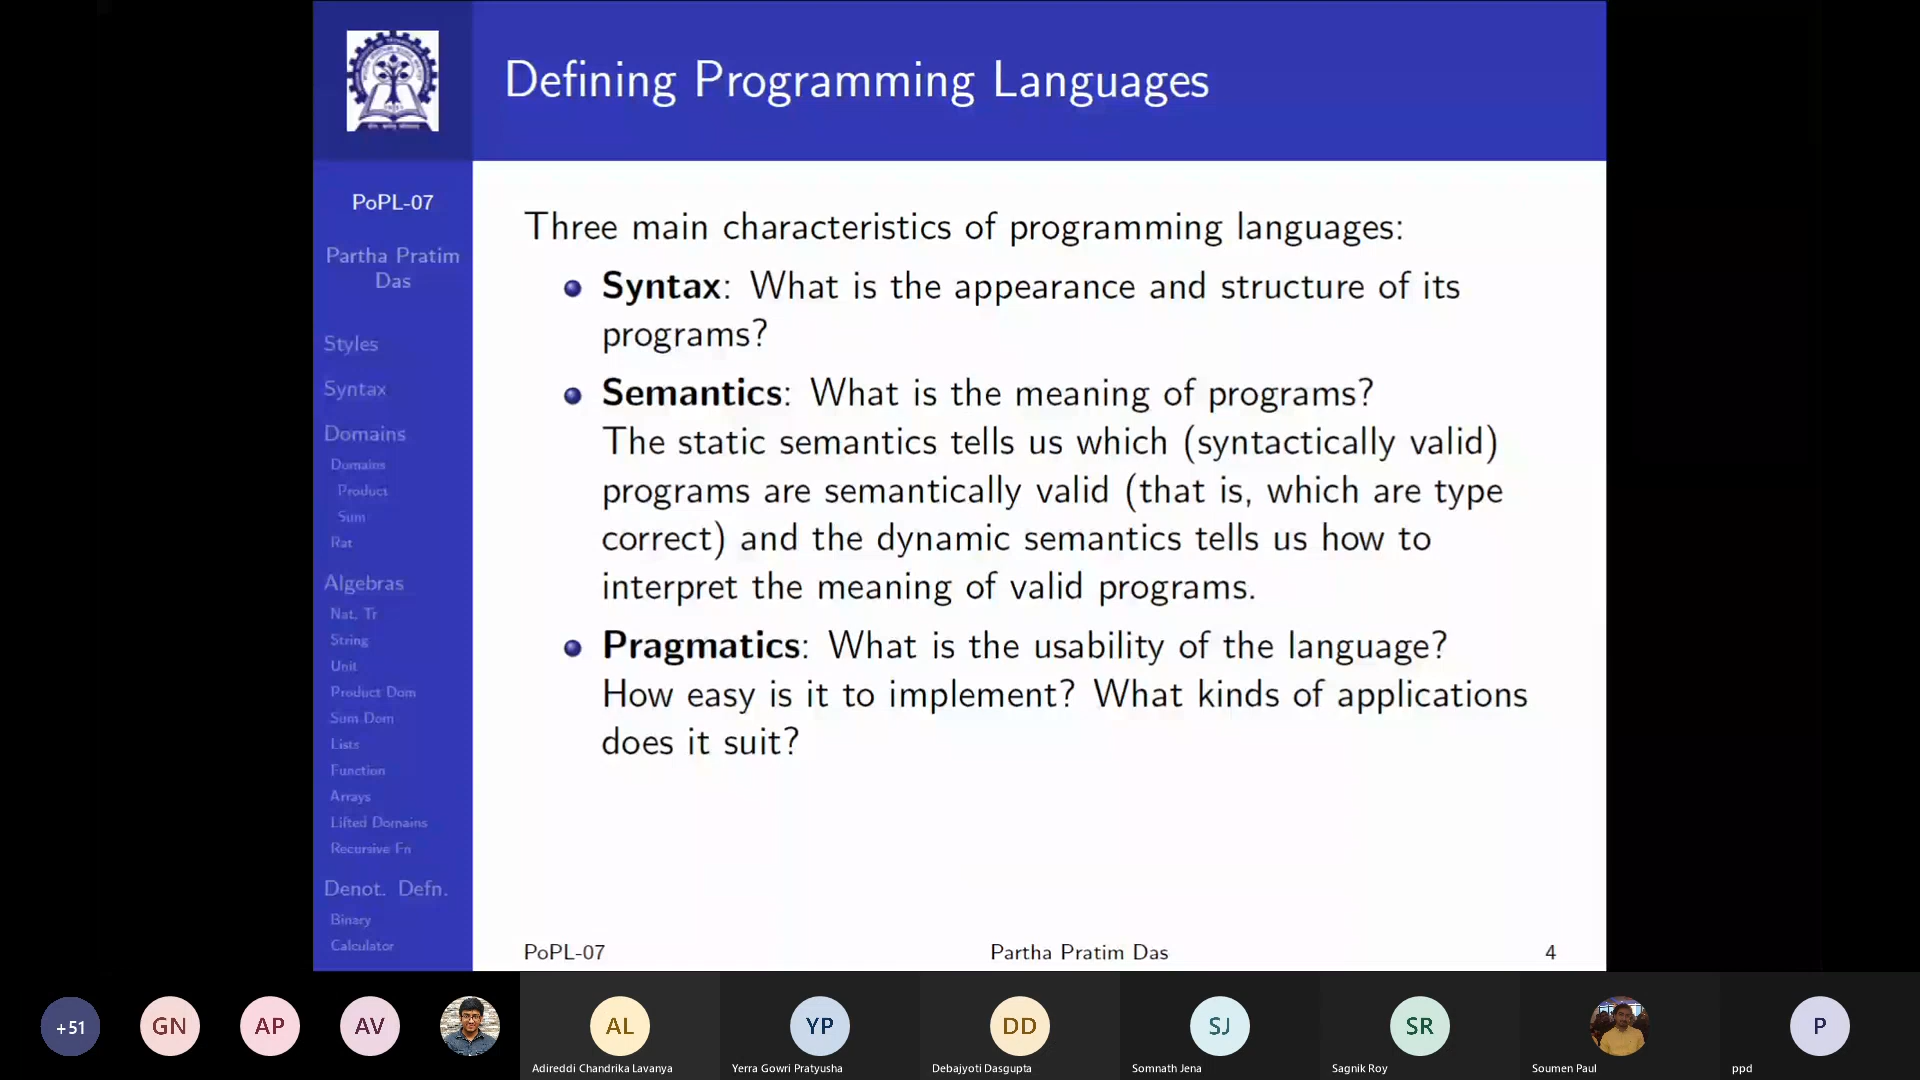 Defining Programming Languages
PoPL-07
Partha Pratim
Das
Styles
Syntax
Domains
Domains
Product
Sum
Rat
Algebras
Nat. Tr
String
Unit
Product Dom
Sum Dom
Lists
Function
Arrays
Lifted Domains
Recursive Fn
Denot. Defn.
Binary
Calculator
Three main characteristics of programming languages:
Syntax: What is the appearance and structure of its
programs?
Semantics: What is the meaning of programs?
The static semantics tells us which (syntactically valid)
programs are semantically valid (that is, which are type
correct) and the dynamic semantics tells us how to
interpret the meaning of valid programs.
Pragmatics: What is the usability of the language?
How easy is it to implement? What kinds of applications
does it suit?
PoPL-07 Partha Pratim Das 4
+51 GN AP AV AL YP DD SJ SR P
Adireddi Chandrika Lavanya Yerra Gowri Pratyusha Debajyoti Dasgupta Somnath Jena Sagnik Roy Soumen Paul ppd